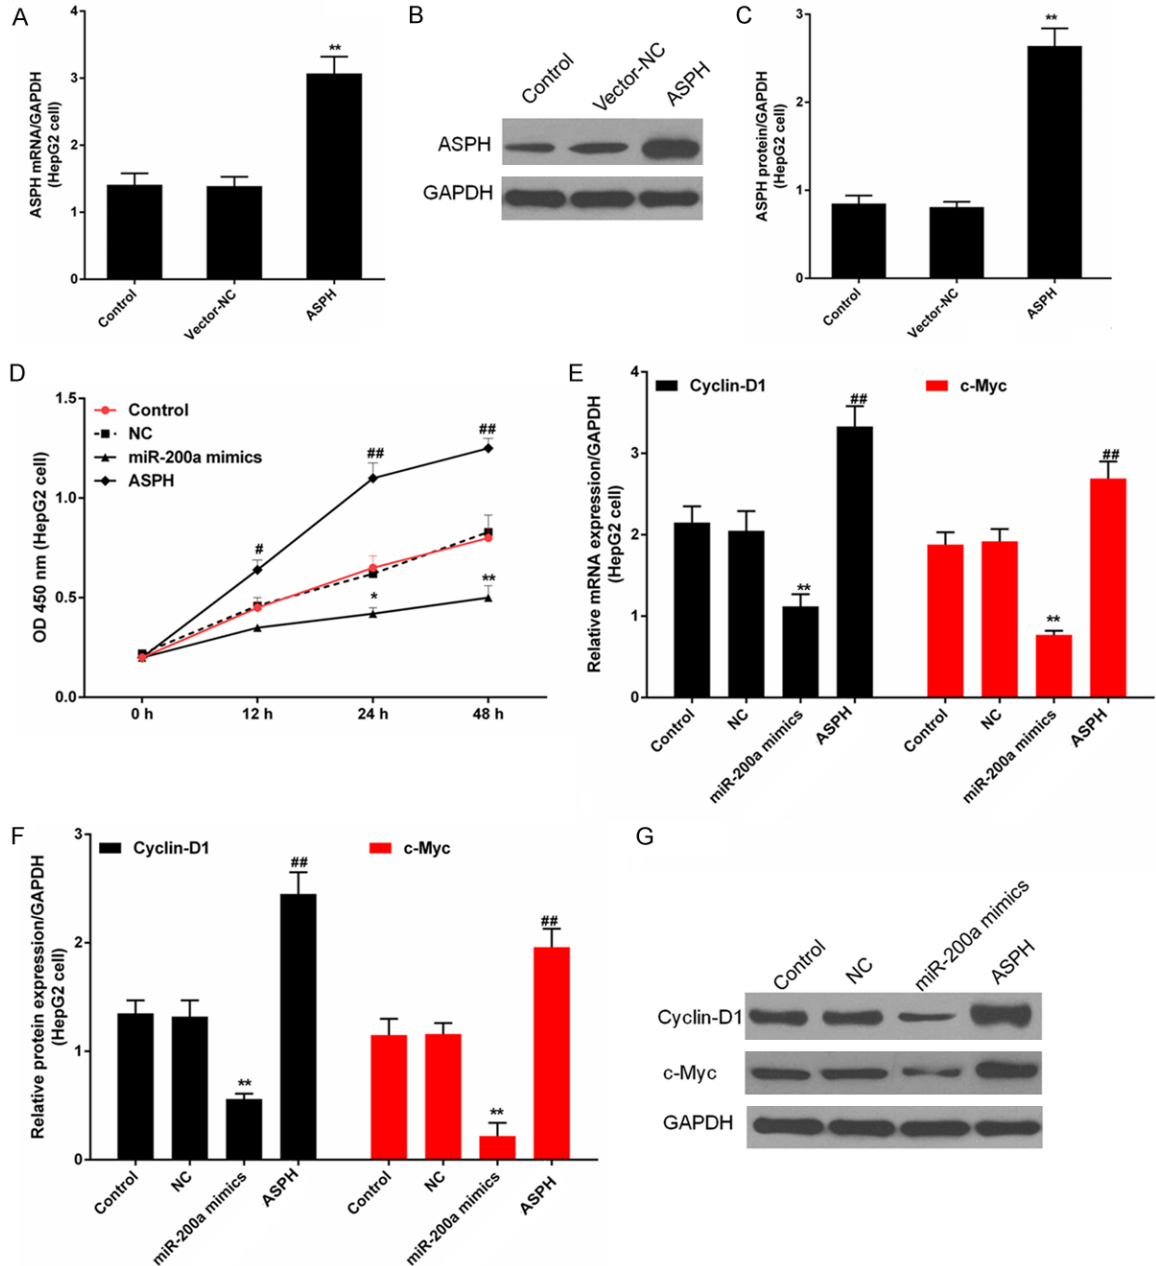 A
ASPH mRNA/GAPDH
(HepG2 cell)
4
3
2
1
0
**
Control
Vector-NC
ASPH
B
Control
Vector-NC
ASPH
ASPH
GAPDH
C
ASPH protein/GAPDH
(HepG2 cell)
3
2
1
0
**
Control
Vector-NC
ASPH
D
OD 450 nm (HepG2 cell)
1.5
1.0
0.5
0.0
Control
NC
miR-200a mimics
ASPH
#
##
##
*
**
0 h
12 h
24 h
48 h
E
Relative mRNA expression/GAPDH
(HepG2 cell)
4
3
2
1
0
Cyclin-D1
c-Myc
**
##
**
##
Control
NC
miR-200a mimics
ASPH
Control
NC
miR-200a mimics
ASPH
F
Relative protein expression/GAPDH
(HepG2 cell)
3
2
1
0
Cyclin-D1
c-Myc
**
##
**
##
Control
NC
miR-200a mimics
ASPH
Control
NC
miR-200a mimics
ASPH
G
Control
NC
miR-200a mimics
ASPH
Cyclin-D1
c-Myc
GAPDH